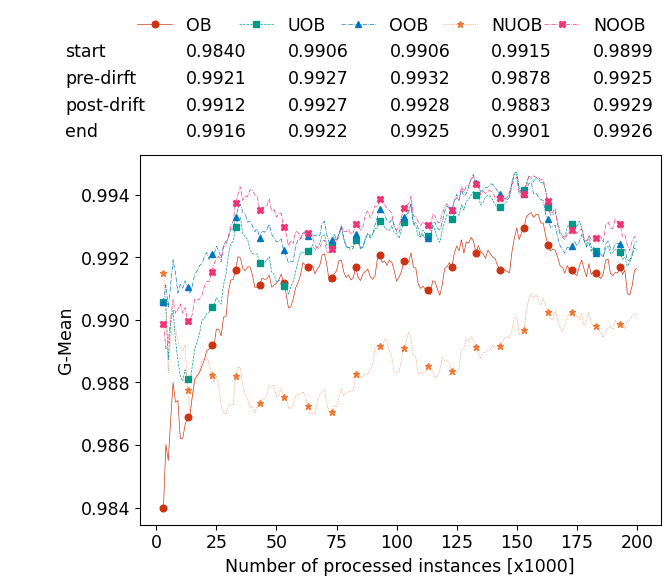 OB UOB OOB NUOB NOOB
start 0.9840 0.9906 0.9906 0.9915 0.9899
pre-dirft 0.9921 0.9927 0.9932 0.9878 0.9925
post-drift 0.9912 0.9927 0.9928 0.9883 0.9929
end 0.9916 0.9922 0.9925 0.9901 0.9926
0.994
0.992
0.990
0.988
0.986
0.984
G-Mean
0 25 50 75 100 125 150 175 200
Number of processed instances [x1000]